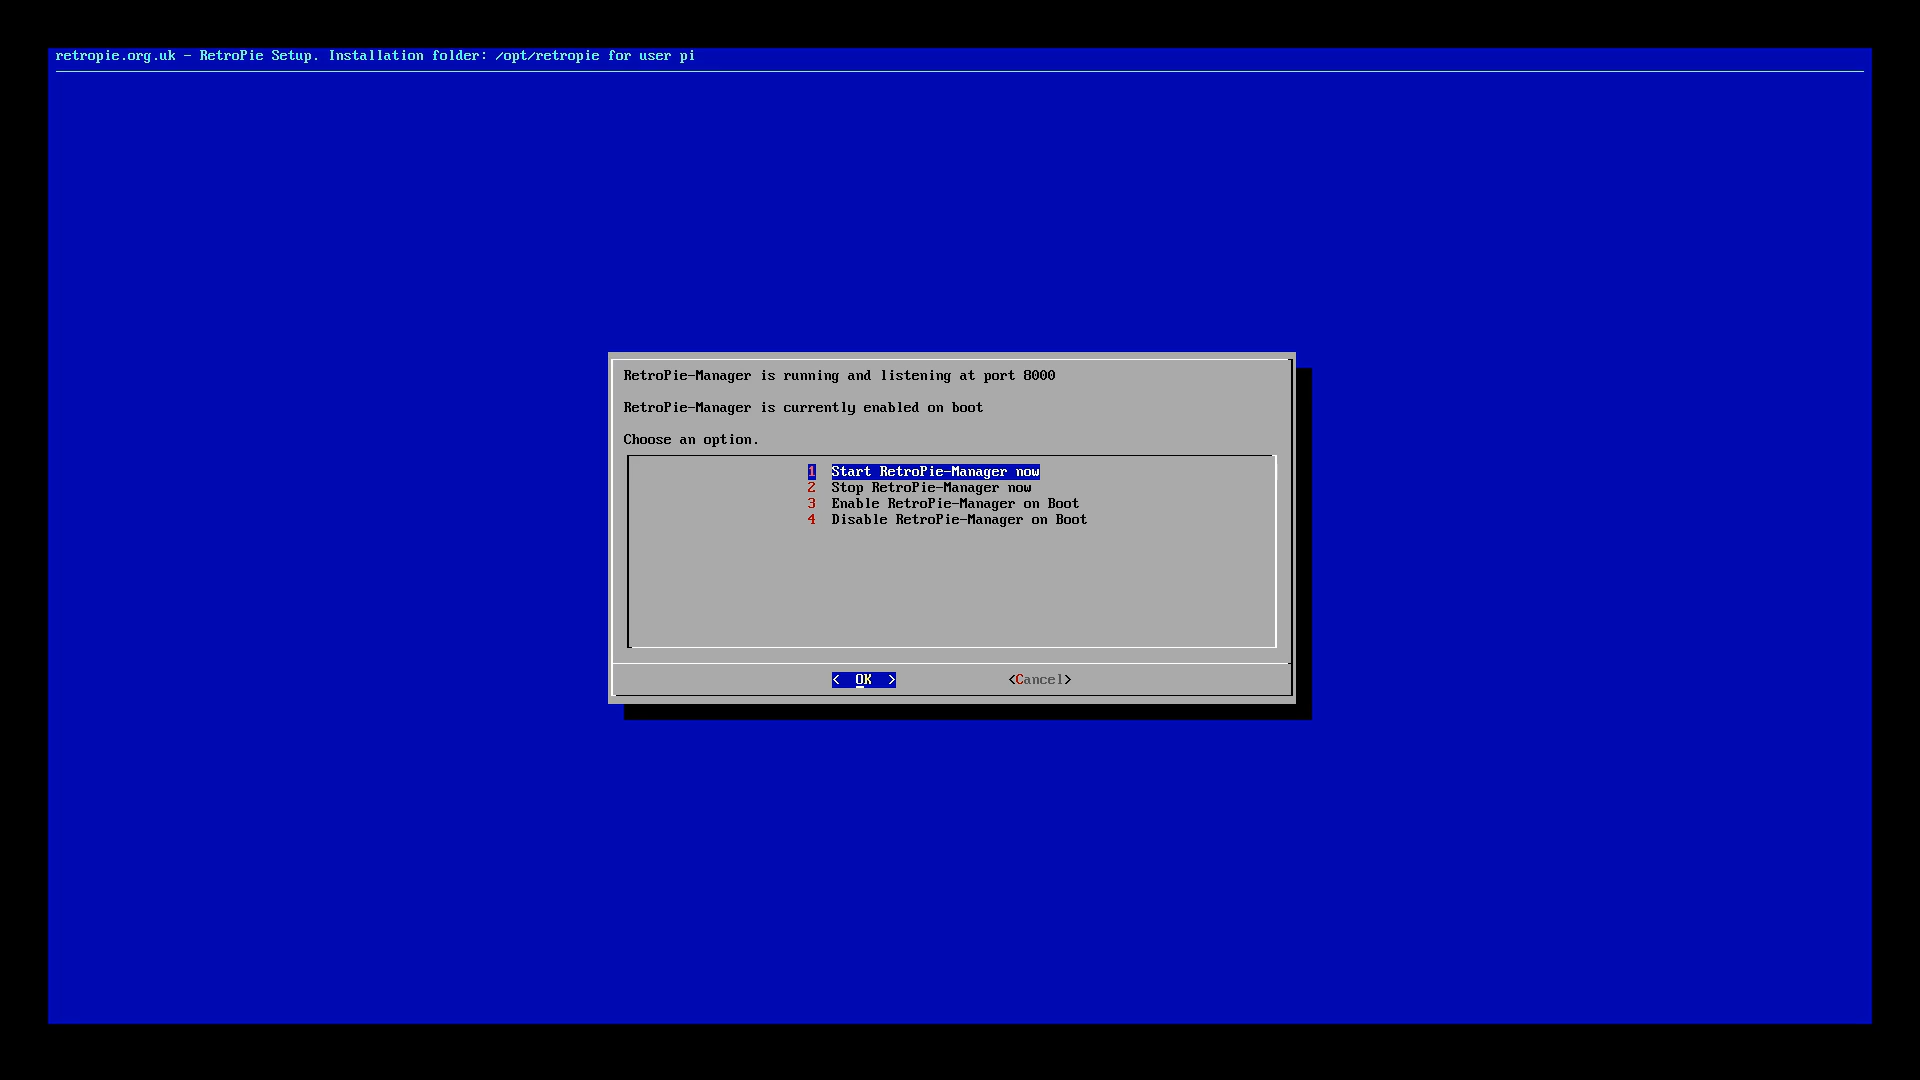 retropie.org.uk - RetroPie Setup. Installation folder: /opt/retropie for user pi
RetroPie-Manager is running and listening at port 8000
RetroPie-Manager is currently enabled on boot
Choose an option.
1 Start RetroPie-Manager now
2 Stop RetroPie-Manager now
3 Enable RetroPie-Manager on Boot
4 Disable RetroPie-Manager on Boot
< OK > <Cancel>